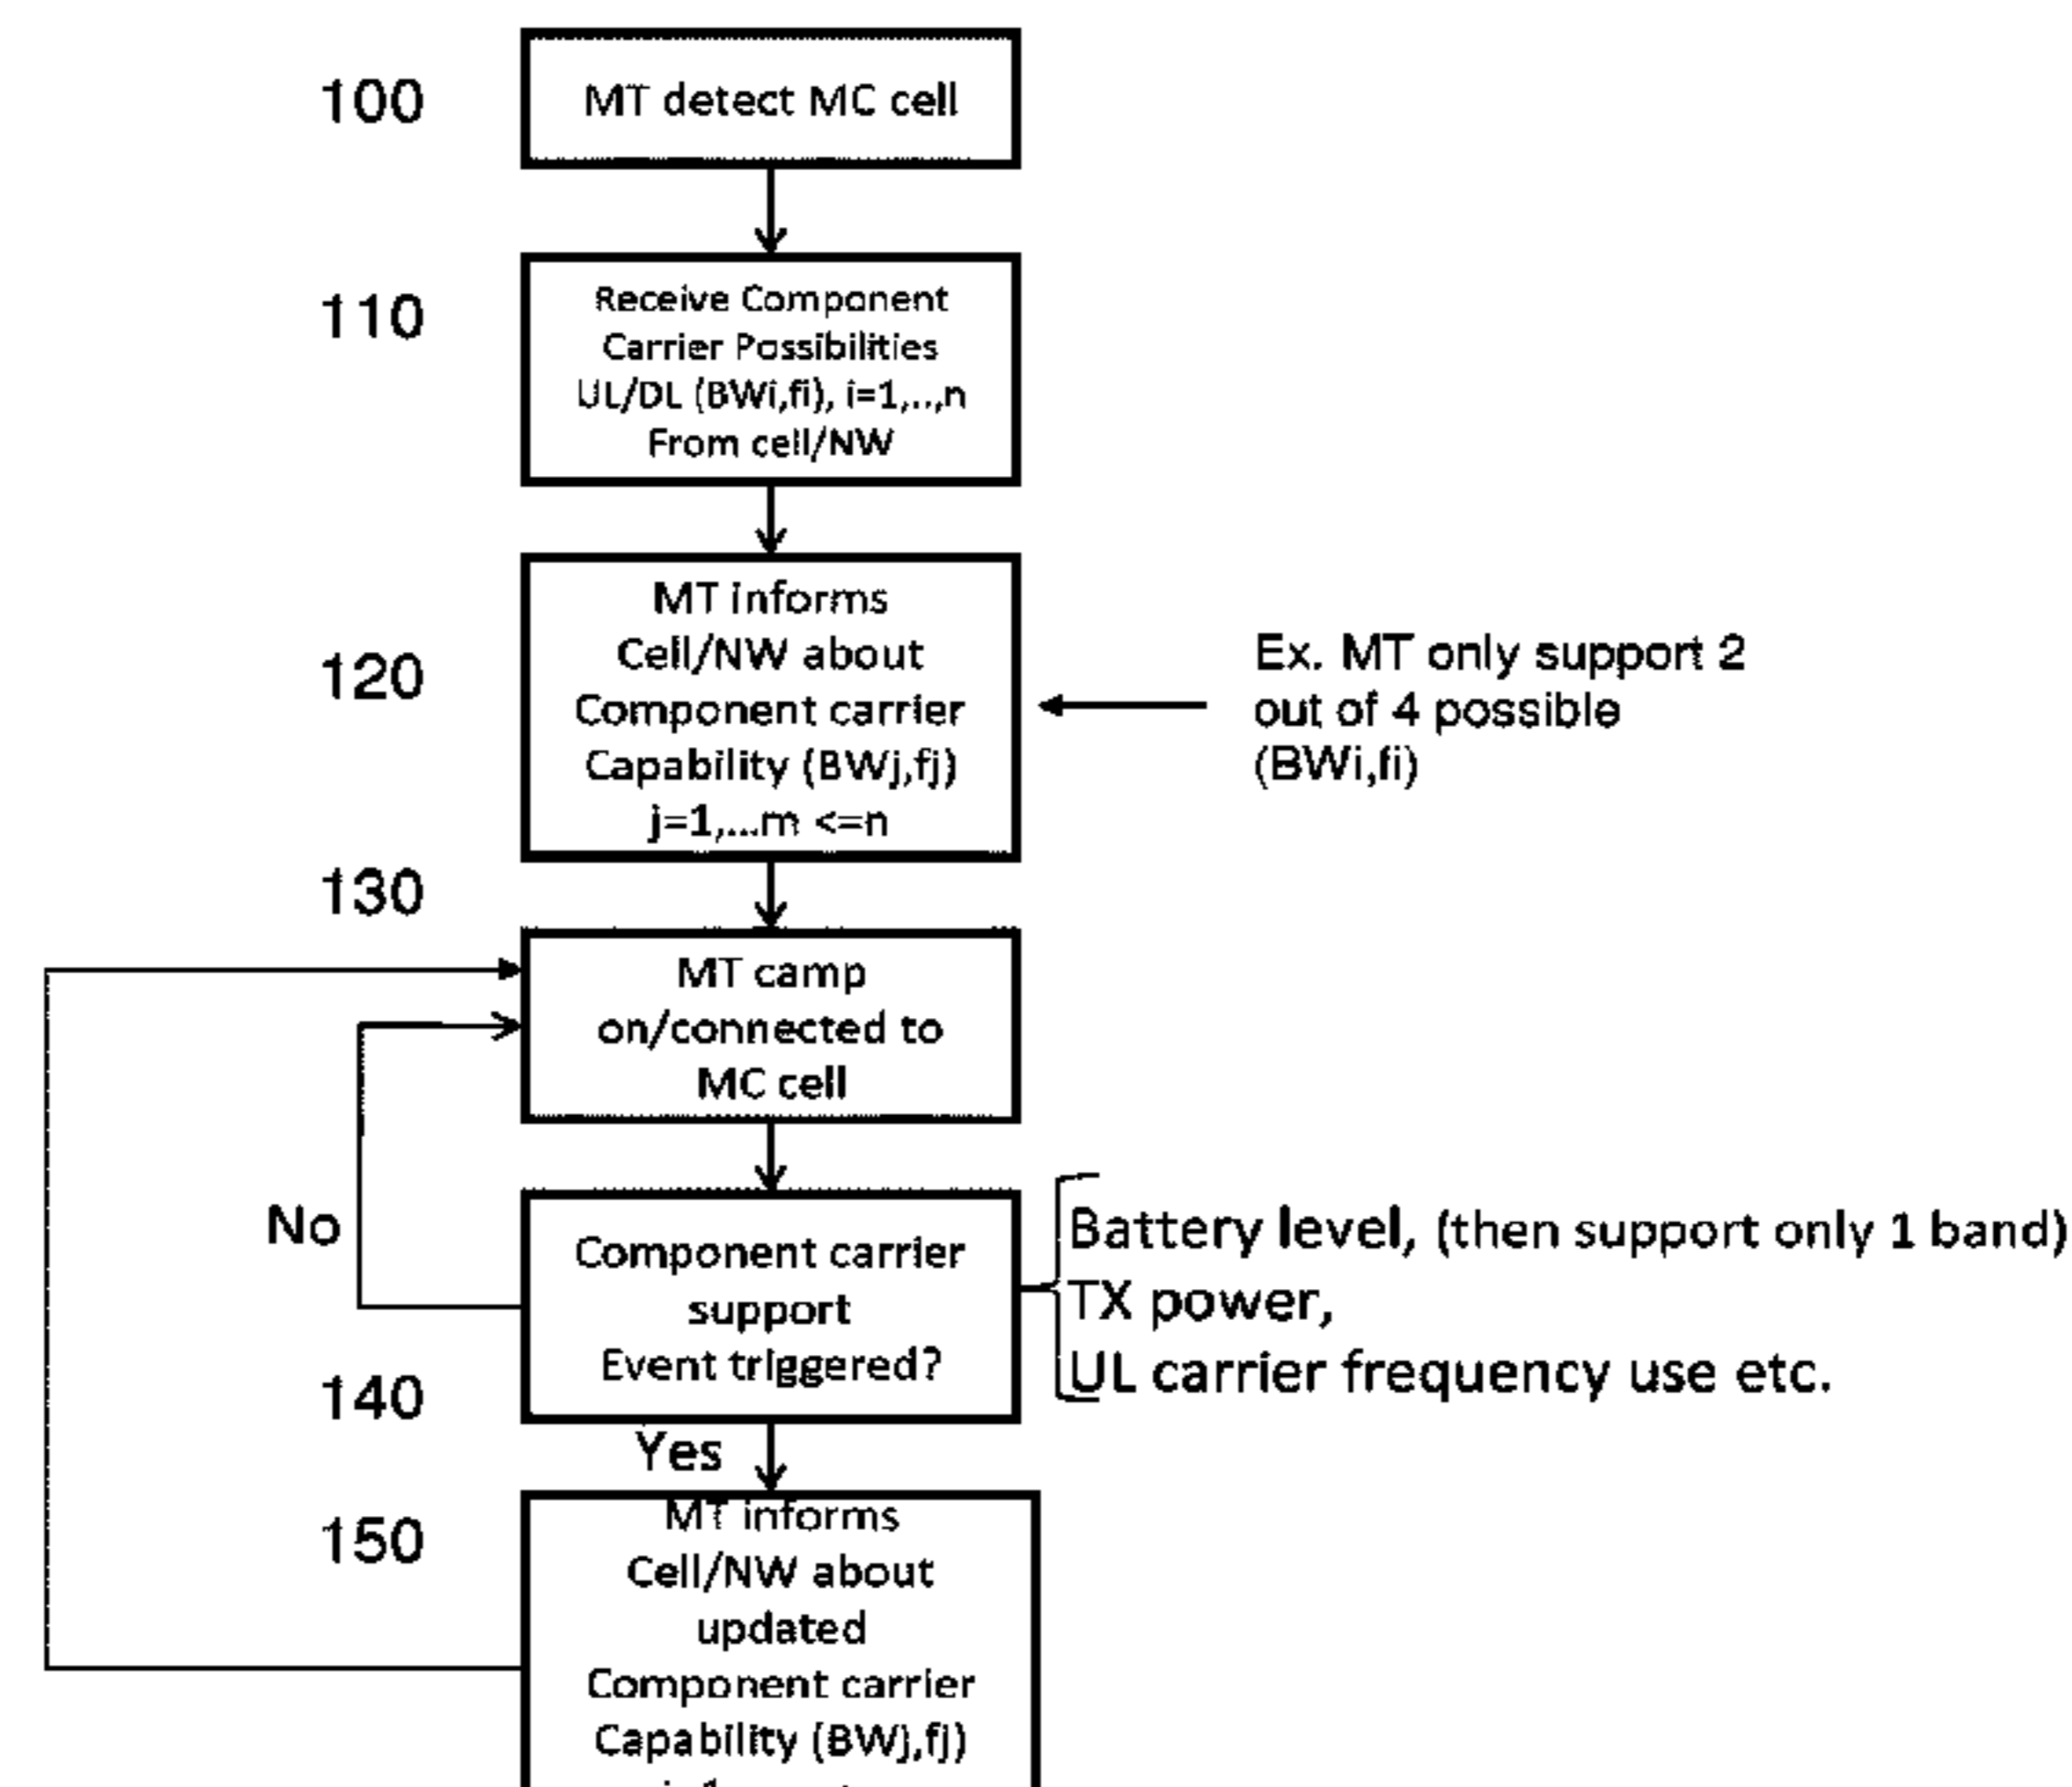 100
MT detect MC cell
110
Receive Component
Carrier Possibilities
UL/DL (BWi,fi), i=1,..,n
From cell/NW
120
MT informs
Cell/NW about
Component carrier
Capability (BWj,fj)
j=1,...m <=n
Ex. MT only support 2
out of 4 possible
(BWi,fi)
130
MT camp
on/connected to
MC cell
No
Component carrier
support
Event triggered?
Battery level, (then support only 1 band)
TX power,
UL carrier frequency use etc.
140
Yes
150
MT informs
Cell/NW about
updated
Component carrier
Capability (BWj,fj)